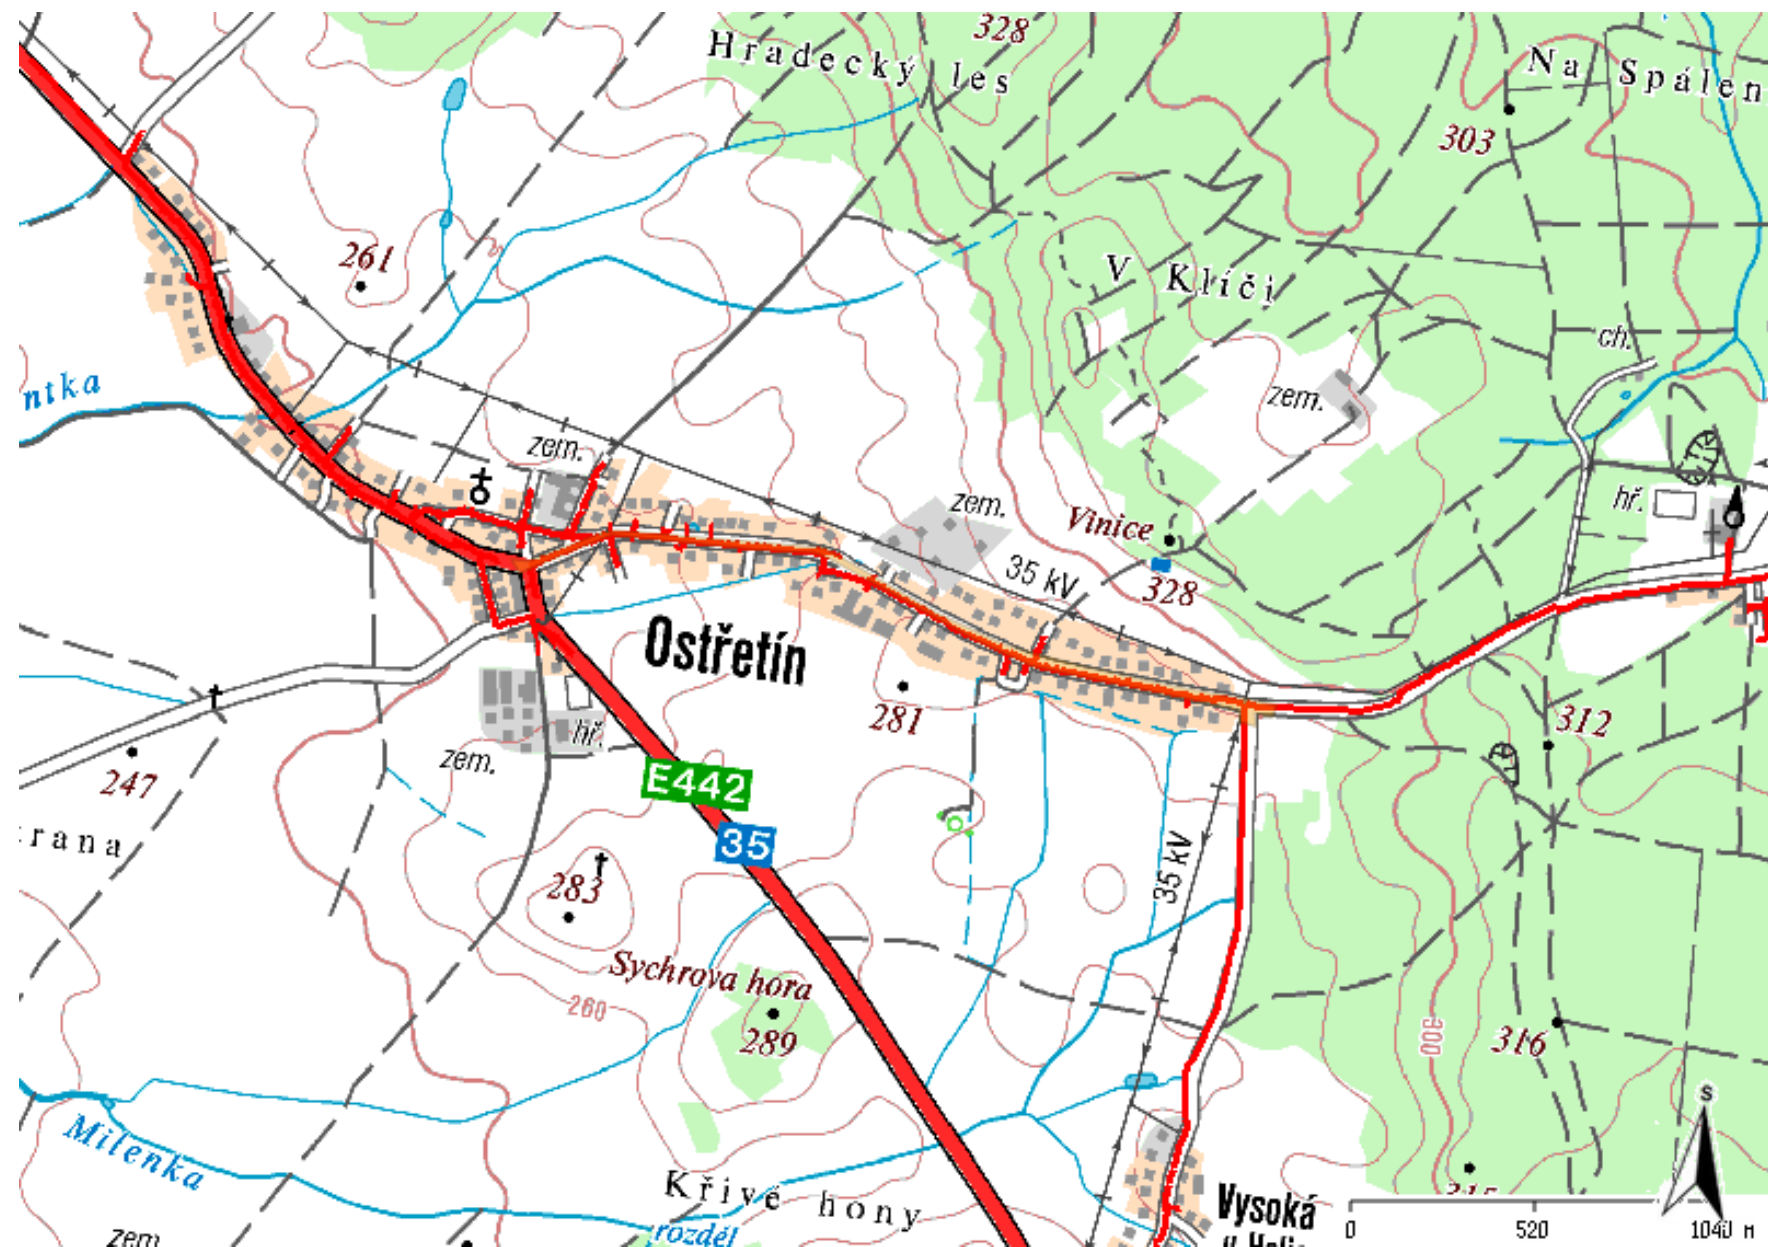 328
Hradecký les
Na Spálen
303
261
V Klíči
ch.
ntka
zem.
zem.
hř.
zem.
Vinice
35 kV
328
Ostřetín
281
312
hř.
zem.
247
E442
35
rana
35 kV
283
Sychrova hora
260
289
316
300
S
Milenka
Křivé hony
315
Vysoká
0 520 1040 m
rozděl
zem.